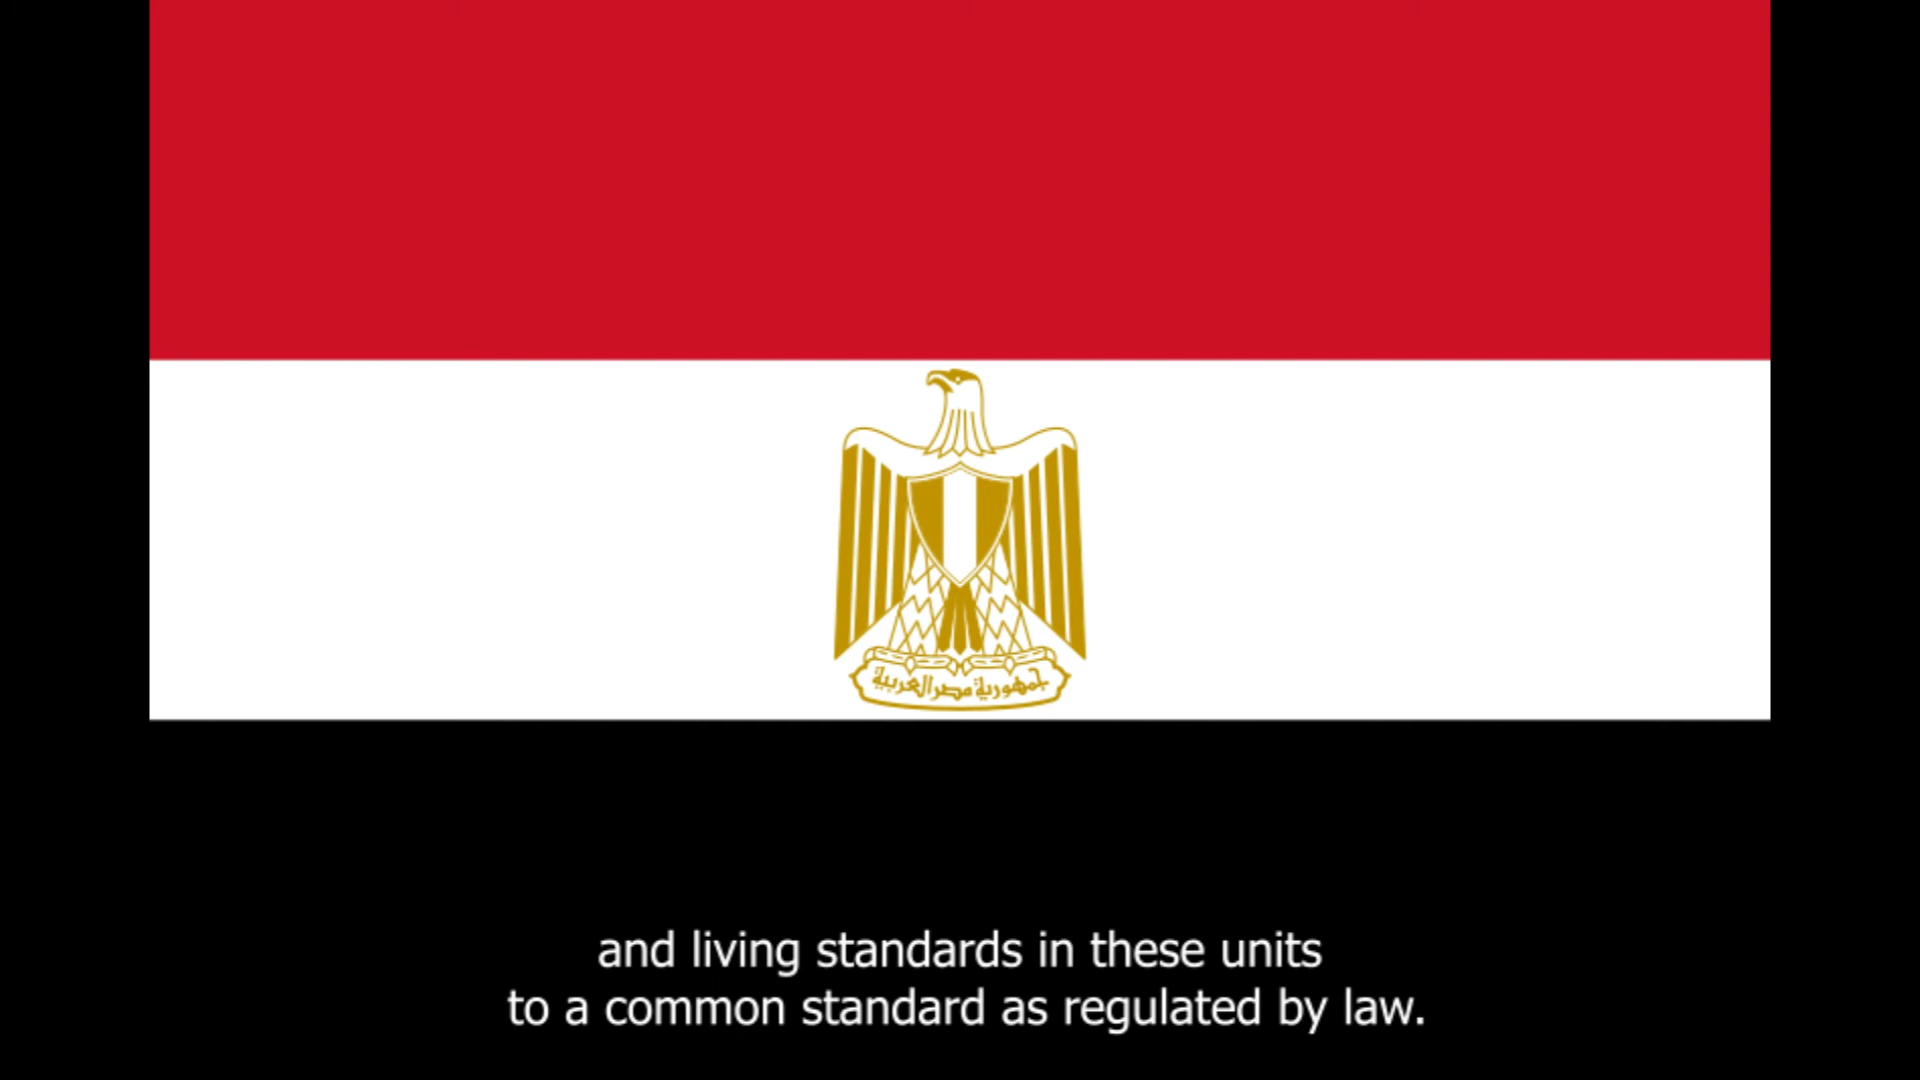 جمهورية مصر العربية
and living standards in these units
to a common standard as regulated by law.